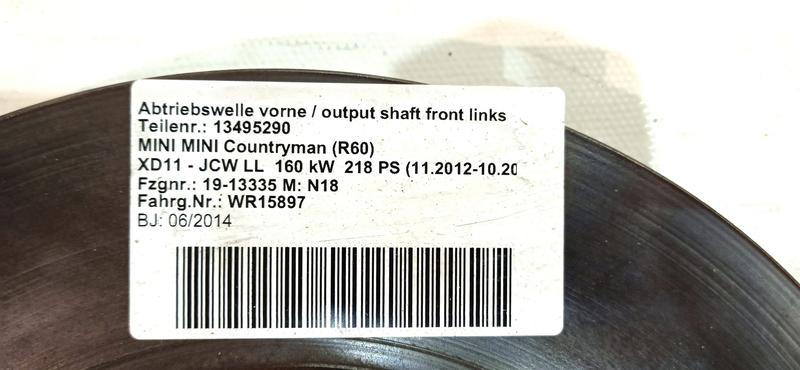 Abtriebswelle vorne / output shaft front links
Teilenr.: 13495290
MINI MINI Countryman (R60)
XD11 - JCW LL 160 kW 218 PS (11.2012-10.20
Fzgnr.: 19-13335 M: N18
Fahrg.Nr.: WR15897
BJ: 06/2014